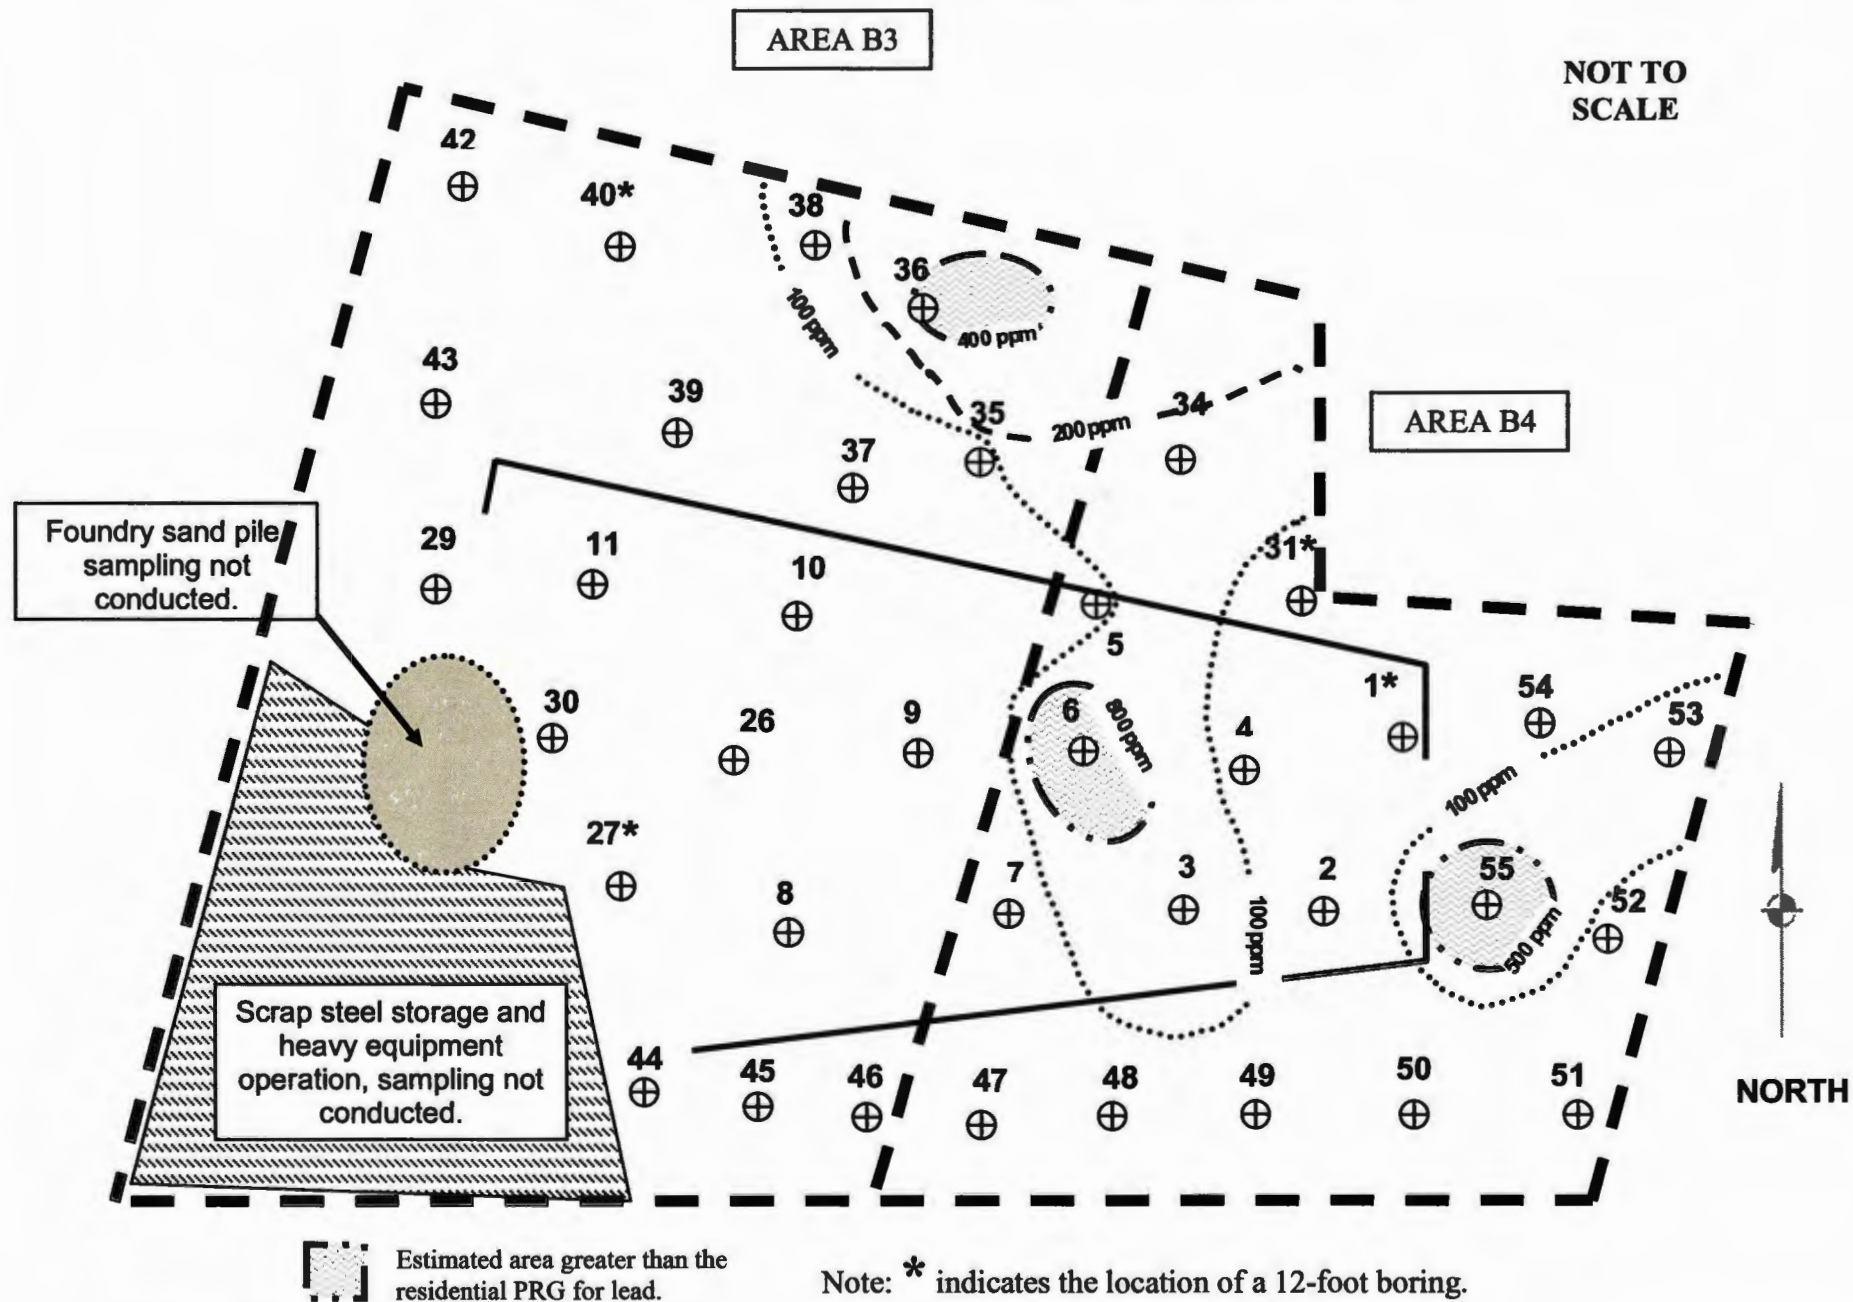 AREA B3
NOT TO
SCALE
42
40*
38
36
100 ppm
400 ppm
43
39
35
34
200 ppm
AREA B4
37
Foundry sand pile
sampling not
conducted.
29
11
10
31*
5
1*
54
53
30
26
9
6
800 ppm
4
100 ppm
27*
8
7
3
2
55
52
100 ppm
500 ppm
Scrap steel storage and
heavy equipment
operation, sampling not
conducted.
44
45
46
47
48
49
50
51
NORTH
Estimated area greater than the
residential PRG for lead.
Note: * indicates the location of a 12-foot boring.